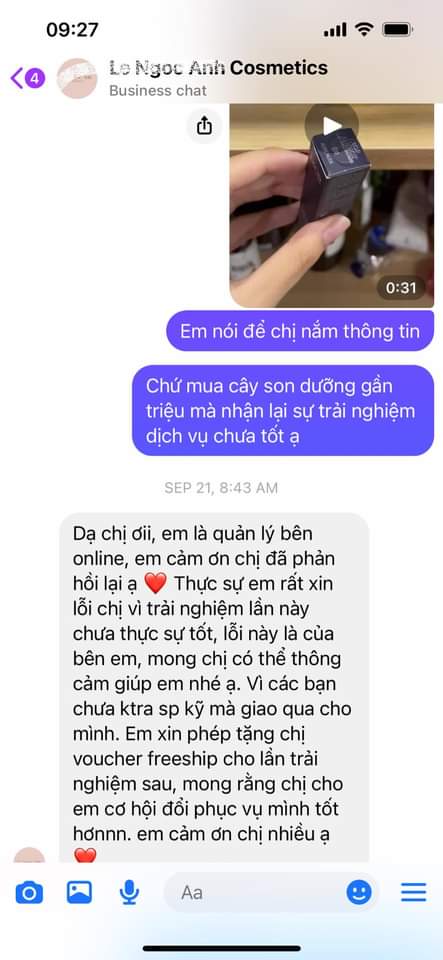 09:27
4
Le Ngoc Anh Cosmetics
Business chat
0:31
Em nói để chị nắm thông tin
Chứ mua cây son dưỡng gần
triệu mà nhận lại sự trải nghiệm
dịch vụ chưa tốt ạ
SEP 21, 8:43 AM
Dạ chị ơii, em là quản lý bên
online, em cảm ơn chị đã phản
hồi lại ạ ❤️ Thực sự em rất xin
lỗi chị vì trải nghiệm lần này
chưa thực sự tốt, lỗi này là của
bên em, mong chị có thể thông
cảm giúp em nhé ạ. Vì các bạn
chưa ktra sp kỹ mà giao qua cho
mình. Em xin phép tặng chị
voucher freeship cho lần trải
nghiệm sau, mong rằng chị cho
em cơ hội đổi phục vụ mình tốt
hơnnn. em cảm ơn chị nhiều ạ
❤️
Aa